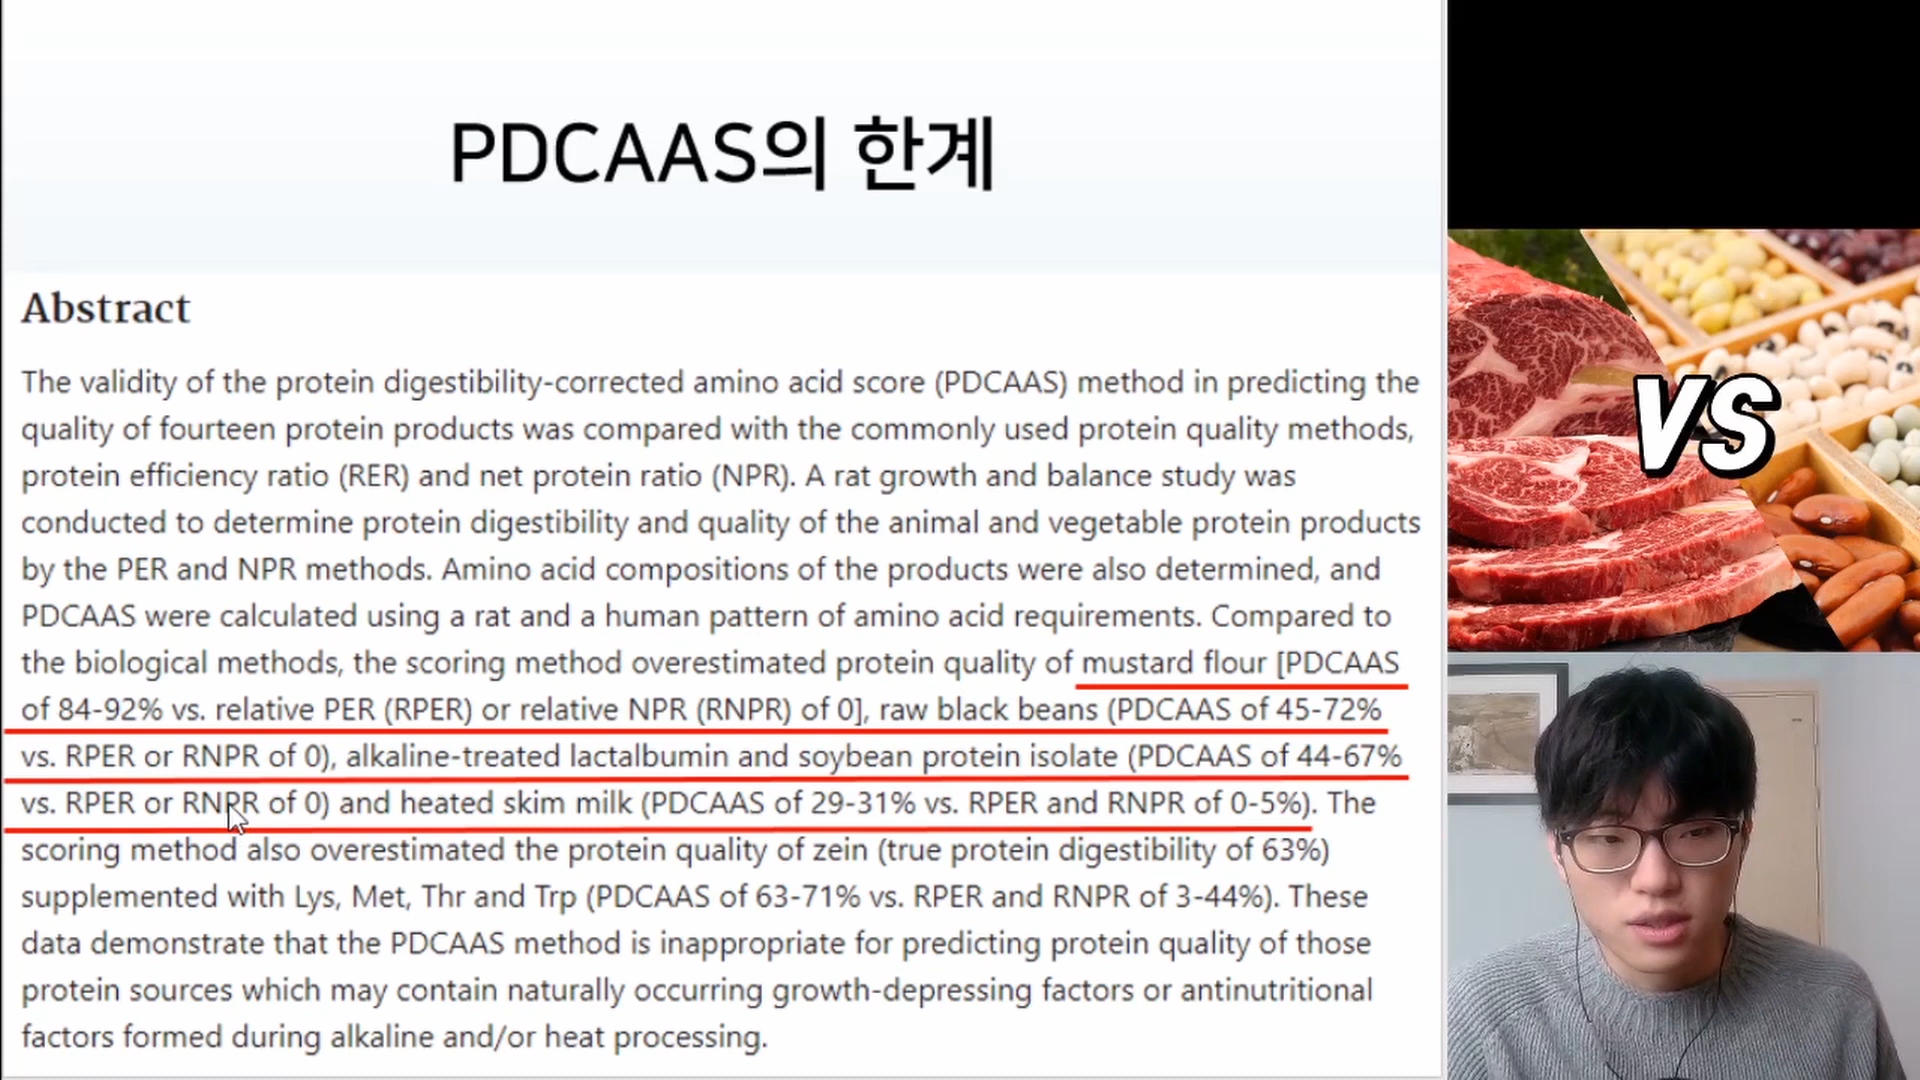 PDCAAS의 한계
Abstract
The validity of the protein digestibility-corrected amino acid score (PDCAAS) method in predicting the
quality of fourteen protein products was compared with the commonly used protein quality methods,
protein efficiency ratio (RER) and net protein ratio (NPR). A rat growth and balance study was
conducted to determine protein digestibility and quality of the animal and vegetable protein products
by the PER and NPR methods. Amino acid compositions of the products were also determined, and
PDCAAS were calculated using a rat and a human pattern of amino acid requirements. Compared to
the biological methods, the scoring method overestimated protein quality of mustard flour [PDCAAS
of 84-92% vs. relative PER (RPER) or relative NPR (RNPR) of 0], raw black beans (PDCAAS of 45-72%
vs. RPER or RNPR of 0), alkaline-treated lactalbumin and soybean protein isolate (PDCAAS of 44-67%
vs. RPER or RNPR of 0) and heated skim milk (PDCAAS of 29-31% vs. RPER and RNPR of 0-5%). The
scoring method also overestimated the protein quality of zein (true protein digestibility of 63%)
supplemented with Lys, Met, Thr and Trp (PDCAAS of 63-71% vs. RPER and RNPR of 3-44%). These
data demonstrate that the PDCAAS method is inappropriate for predicting protein quality of those
protein sources which may contain naturally occurring growth-depressing factors or antinutritional
factors formed during alkaline and/or heat processing.
VS